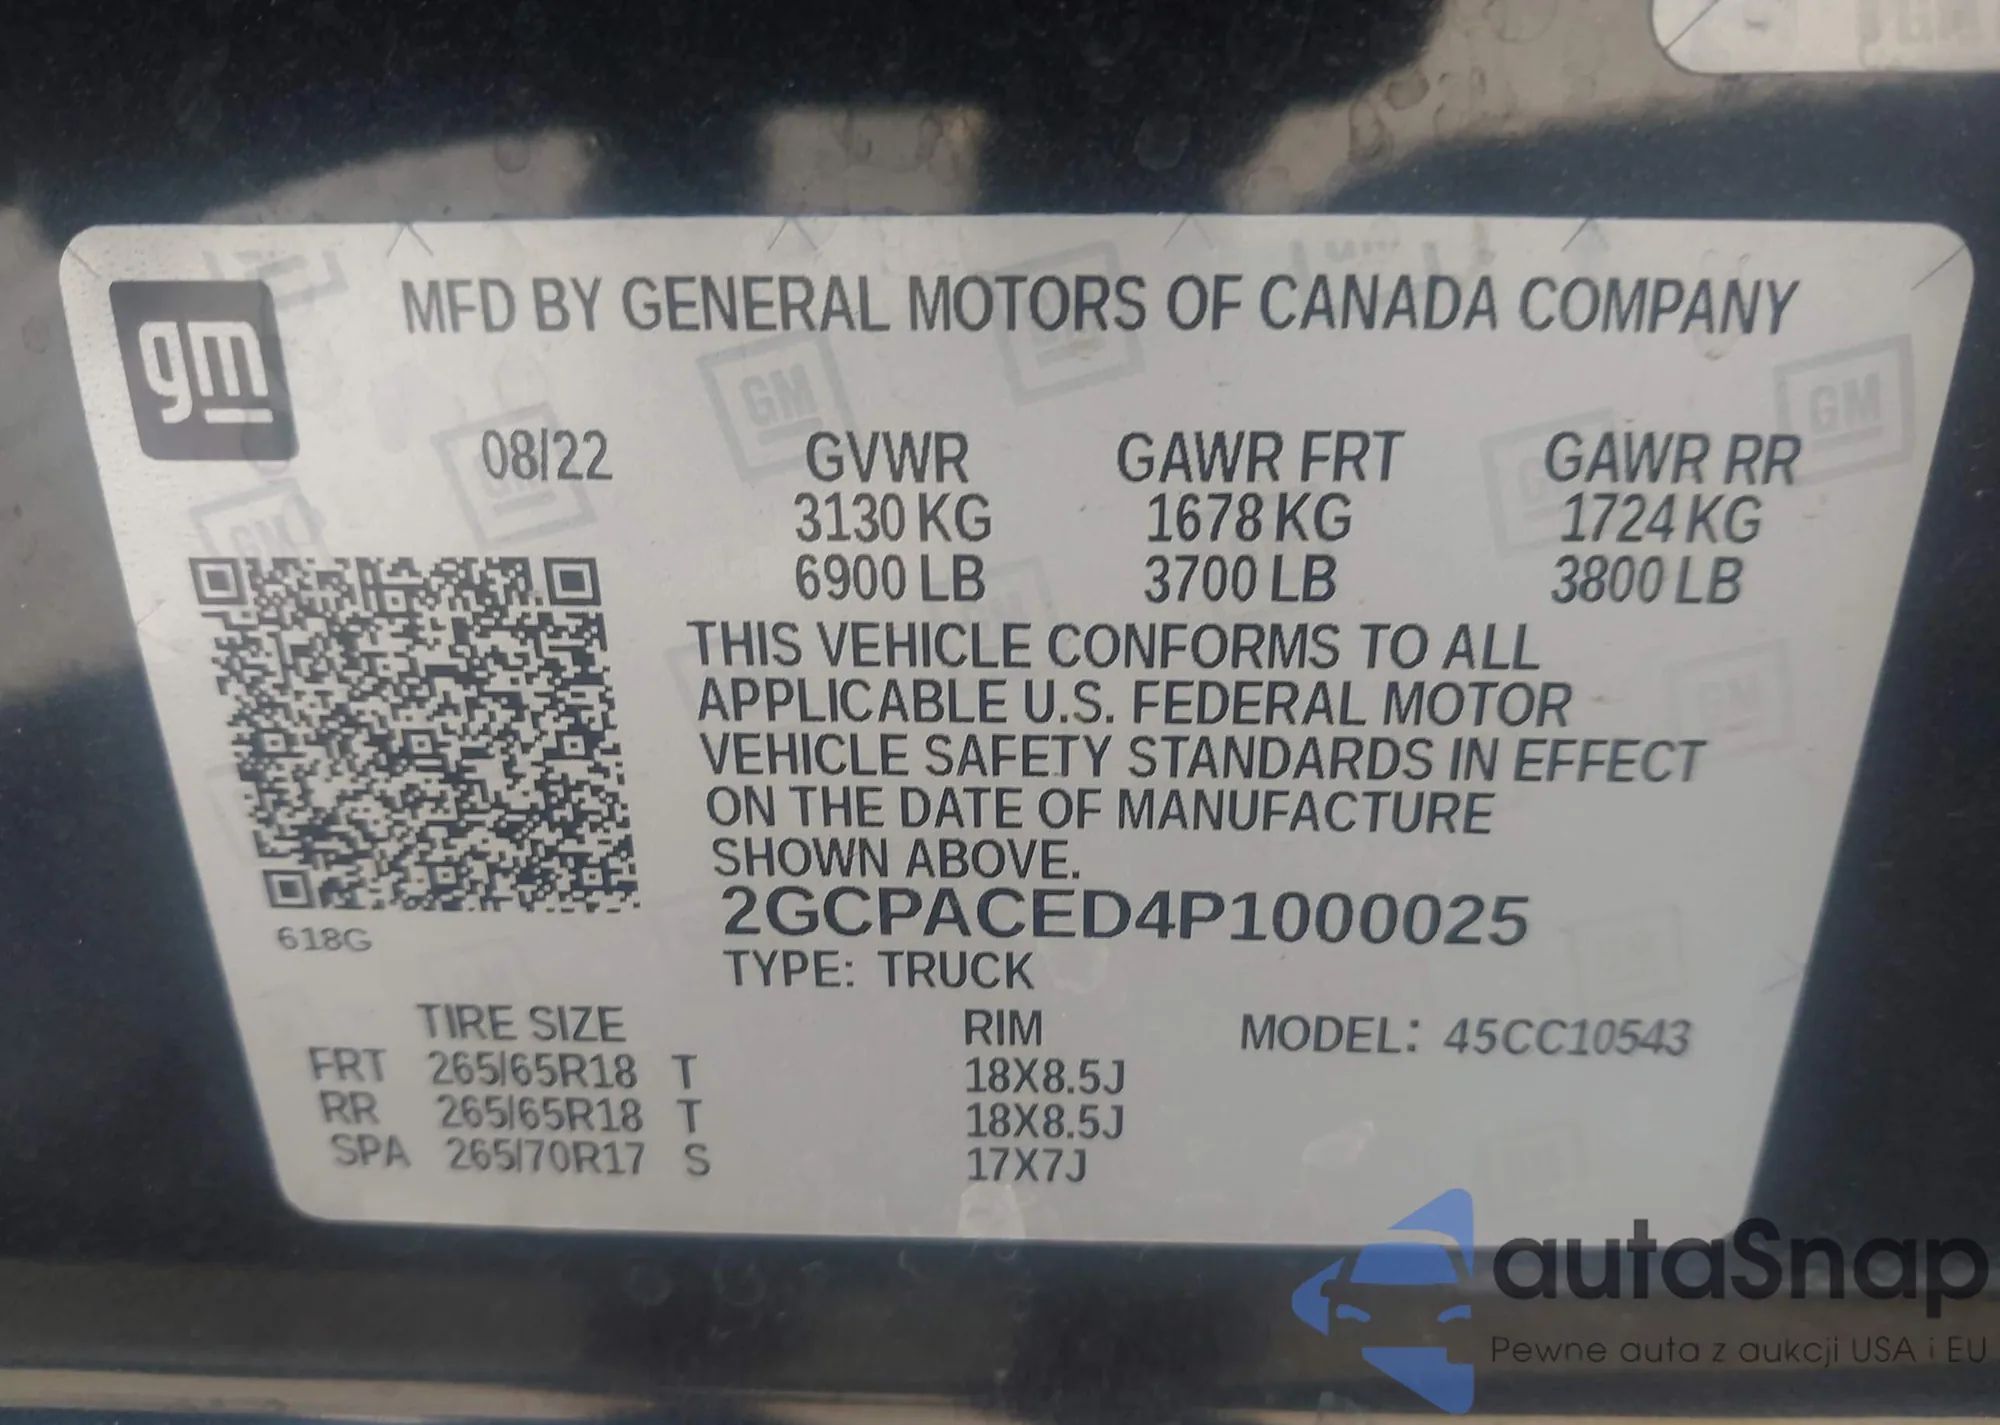 gm
MFD BY GENERAL MOTORS OF CANADA COMPANY
08/22 GVWR GAWR FRT GAWR RR
3130 KG 1678 KG 1724 KG
6900 LB 3700 LB 3800 LB
THIS VEHICLE CONFORMS TO ALL
APPLICABLE U.S. FEDERAL MOTOR
VEHICLE SAFETY STANDARDS IN EFFECT
ON THE DATE OF MANUFACTURE
SHOWN ABOVE.
2GCPACED4P1000025
618G
TYPE: TRUCK
TIRE SIZE RIM MODEL: 45CC10543
FRT 265/65R18 T 18X8.5J
RR 265/65R18 T 18X8.5J
SPA 265/70R17 S 17X7J
autaSnap
Pewne auta z aukcji USA i EU